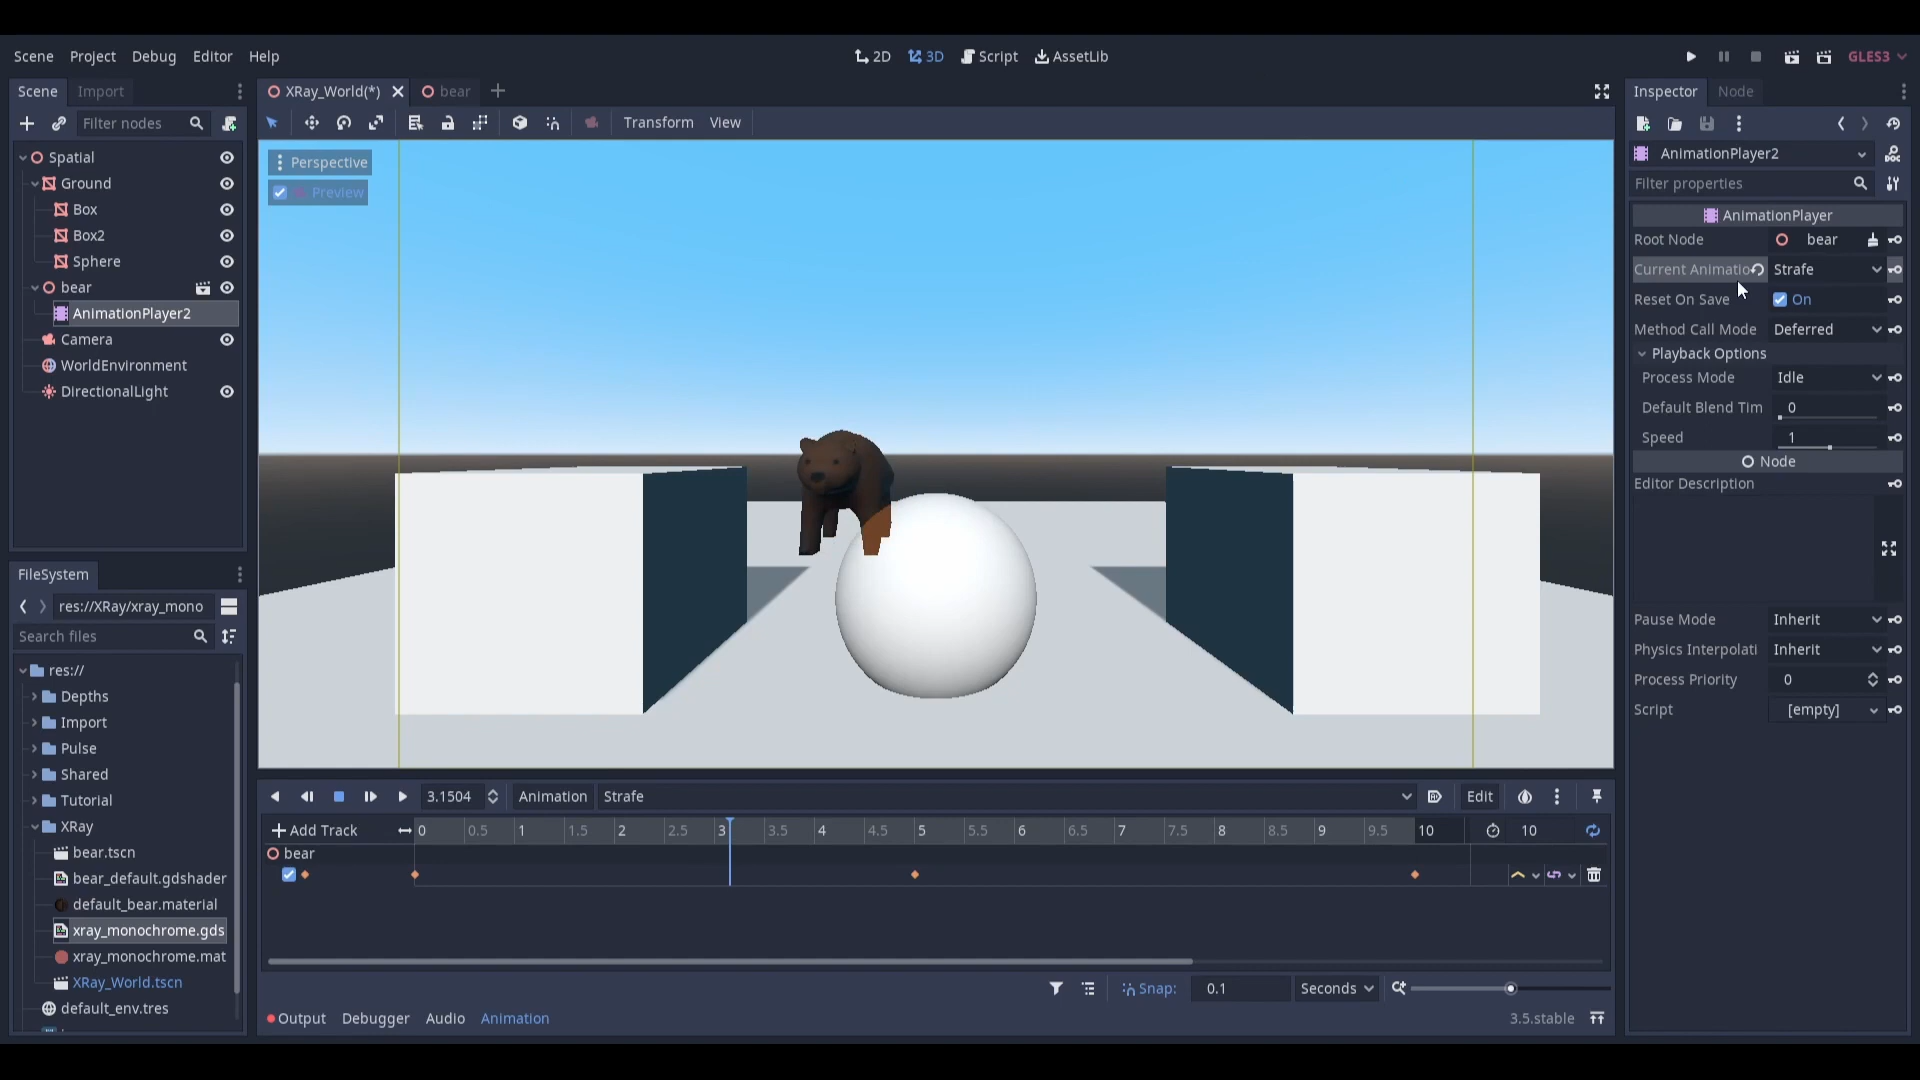 Scene Project Debug Editor Help
2D 3D Script AssetLib
GLES3
Scene Import
Filter nodes
Spatial
Ground
Box
Box2
Sphere
bear
AnimationPlayer2
Camera
WorldEnvironment
DirectionalLight
FileSystem
res://XRay/xray_mono
Search files
res://
Depths
Import
Pulse
Shared
Tutorial
XRay
bear.tscn
bear_default.gdshader
default_bear.material
xray_monochrome.gds
xray_monochrome.mat
XRay_World.tscn
default_env.tres
XRay_World(*) bear
Transform View
Perspective
Preview
3.1504 Animation Strafe Edit
Add Track 0 0.5 1 1.5 2 2.5 3 3.5 4 4.5 5 5.5 6 6.5 7 7.5 8 8.5 9 9.5 10 10
bear
Snap: 0.1 Seconds
Output Debugger Audio Animation 3.5.stable
Inspector Node
AnimationPlayer2
Filter properties
AnimationPlayer
Root Node bear
Current Animatio Strafe
Reset On Save On
Method Call Mode Deferred
Playback Options
Process Mode Idle
Default Blend Tim 0
Speed 1
Node
Editor Description
Pause Mode Inherit
Physics Interpolati Inherit
Process Priority 0
Script [empty]